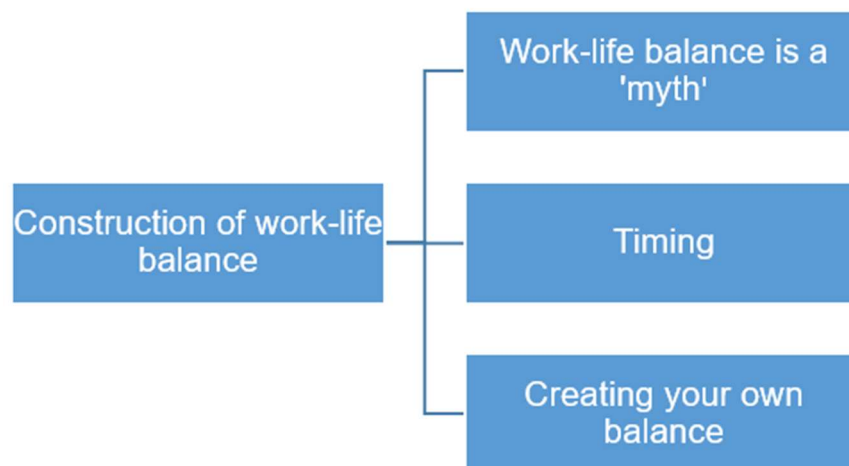 Work-life balance is a
'myth'
Construction of work-life
balance
Timing
Creating your own
balance